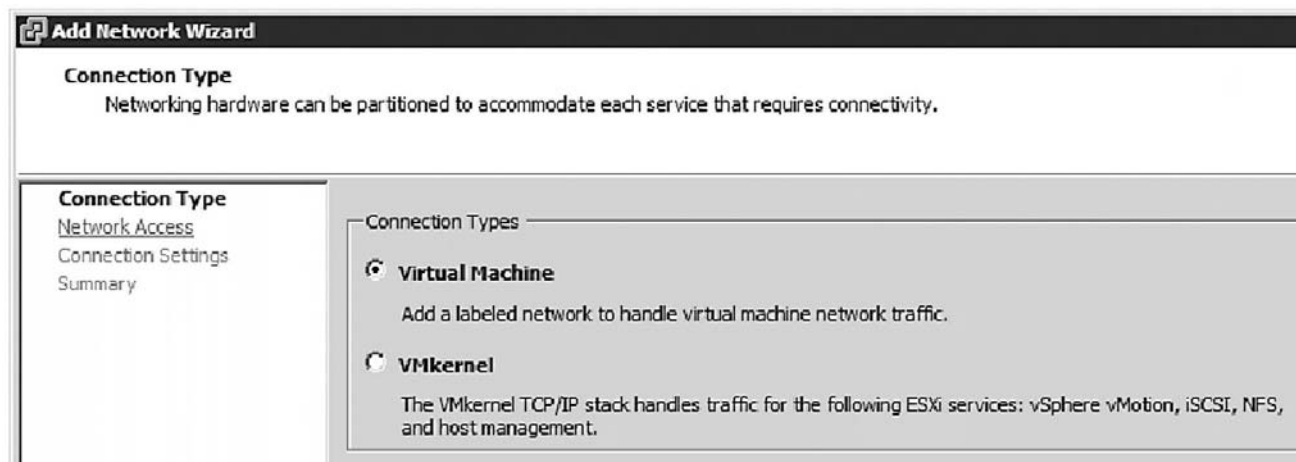 Add Network Wizard
Connection Type
Networking hardware can be partitioned to accommodate each service that requires connectivity.
Connection Type
Network Access
Connection Settings
Summary
Connection Types
Virtual Machine
Add a labeled network to handle virtual machine network traffic.
VMkernel
The VMkernel TCP/IP stack handles traffic for the following ESXi services: vSphere vMotion, iSCSI, NFS,
and host management.